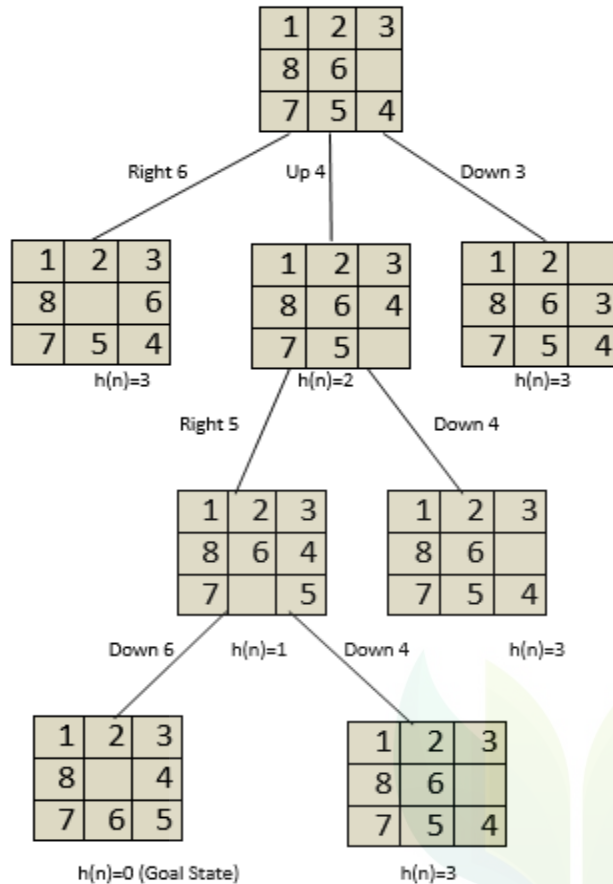 1 2 3
8 6
7 5 4
Right 6 Up 4 Down 3
1 2 3 1 2 3 1 2
8 6 8 6 4 8 6 3
7 5 4 7 5 7 5 4
h(n)=3 h(n)=2 h(n)=3
Right 5 Down 4
1 2 3 1 2 3
8 6 4 8 6
7 5 7 5 4
Down 6 h(n)=1 Down 4 h(n)=3
1 2 3 1 2 3
8 4 8 6
7 6 5 7 5 4
h(n)=0 (Goal State) h(n)=3